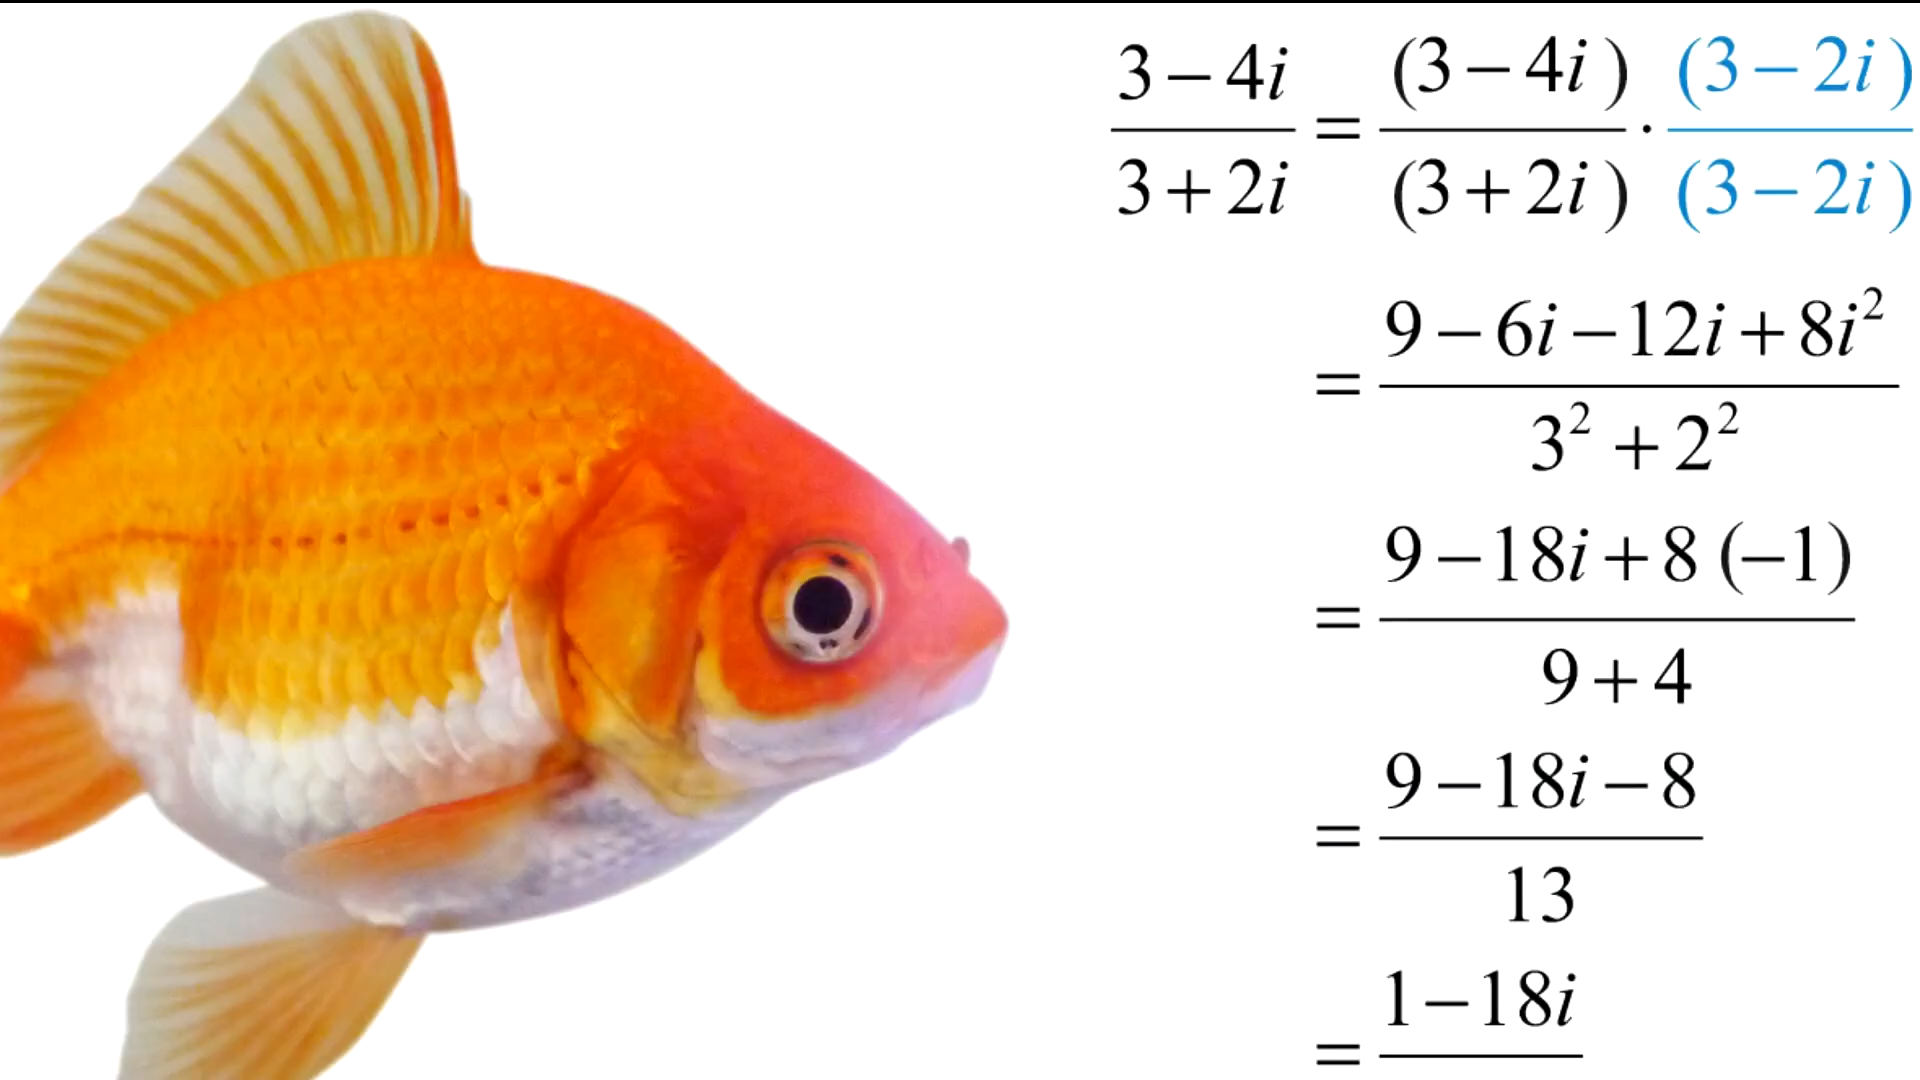 (3 − 4i)/(3 + 2i) = ((3 − 4i)/(3 + 2i)) · ((3 − 2i)/(3 − 2i))
= (9 − 6i − 12i + 8i²)/(3² + 2²)
= (9 − 18i + 8 (−1))/(9 + 4)
= (9 − 18i − 8)/13
= 1 − 18i